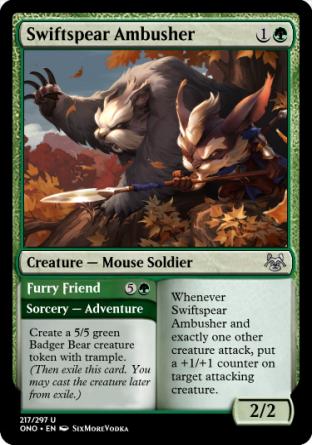 Swiftspear Ambusher 1
Creature — Mouse Soldier
Furry Friend 5
Sorcery — Adventure
Create a 5/5 green
Badger Bear creature
token with trample.
(Then exile this card. You
may cast the creature later
from exile.)
Whenever
Swiftspear
Ambusher and
exactly one other
creature attack, put
a +1/+1 counter on
target attacking
creature.
2/2
217/297 U
ONO • EN SixMoreVodka